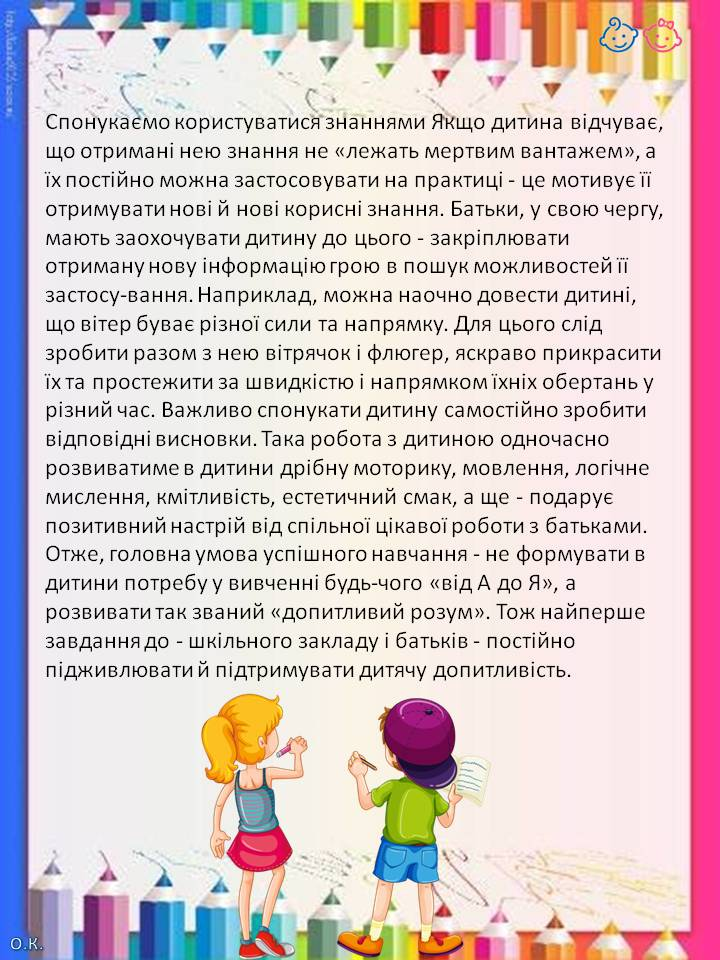 Спонукаємо користуватися знаннями Якщо дитина відчуває,
що отримані нею знання не «лежать мертвим вантажем», а
їх постійно можна застосовувати на практиці - це мотивує її
отримувати нові й нові корисні знання. Батьки, у свою чергу,
мають заохочувати дитину до цього - закріплювати
отриману нову інформацію грою в пошук можливостей її
застосу-вання. Наприклад, можна наочно довести дитині,
що вітер буває різної сили та напрямку. Для цього слід
зробити разом з нею вітрячок і флюгер, яскраво прикрасити
їх та простежити за швидкістю і напрямком їхніх обертань у
різний час. Важливо спонукати дитину самостійно зробити
відповідні висновки. Така робота з дитиною одночасно
розвиватиме в дитини дрібну моторику, мовлення, логічне
мислення, кмітливість, естетичний смак, а ще - подарує
позитивний настрій від спільної цікавої роботи з батьками.
Отже, головна умова успішного навчання - не формувати в
дитини потребу у вивченні будь-чого «від А до Я», а
розвивати так званий «допитливий розум». Тож найперше
завдання до - шкільного закладу і батьків - постійно
підживлювати й підтримувати дитячу допитливість.
О.К.